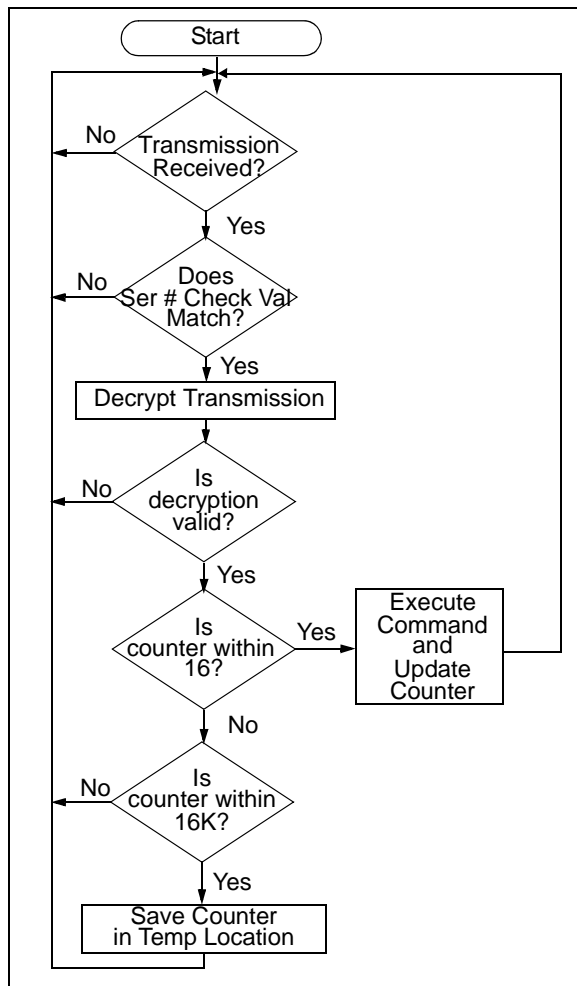 Start
No
Transmission
Received?
Yes
No
Does
Ser # Check Val
Match?
Yes
Decrypt Transmission
No
Is
decryption
valid?
Yes
Is
counter within
16?
Yes
Execute
Command
and
Update
Counter
No
No
Is
counter within
16K?
Yes
Save Counter
in Temp Location